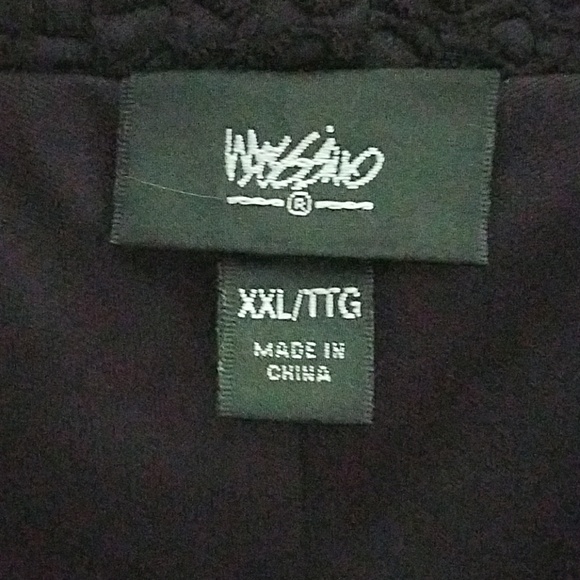 Mossimo
®
XXL/TTG
MADE IN
CHINA